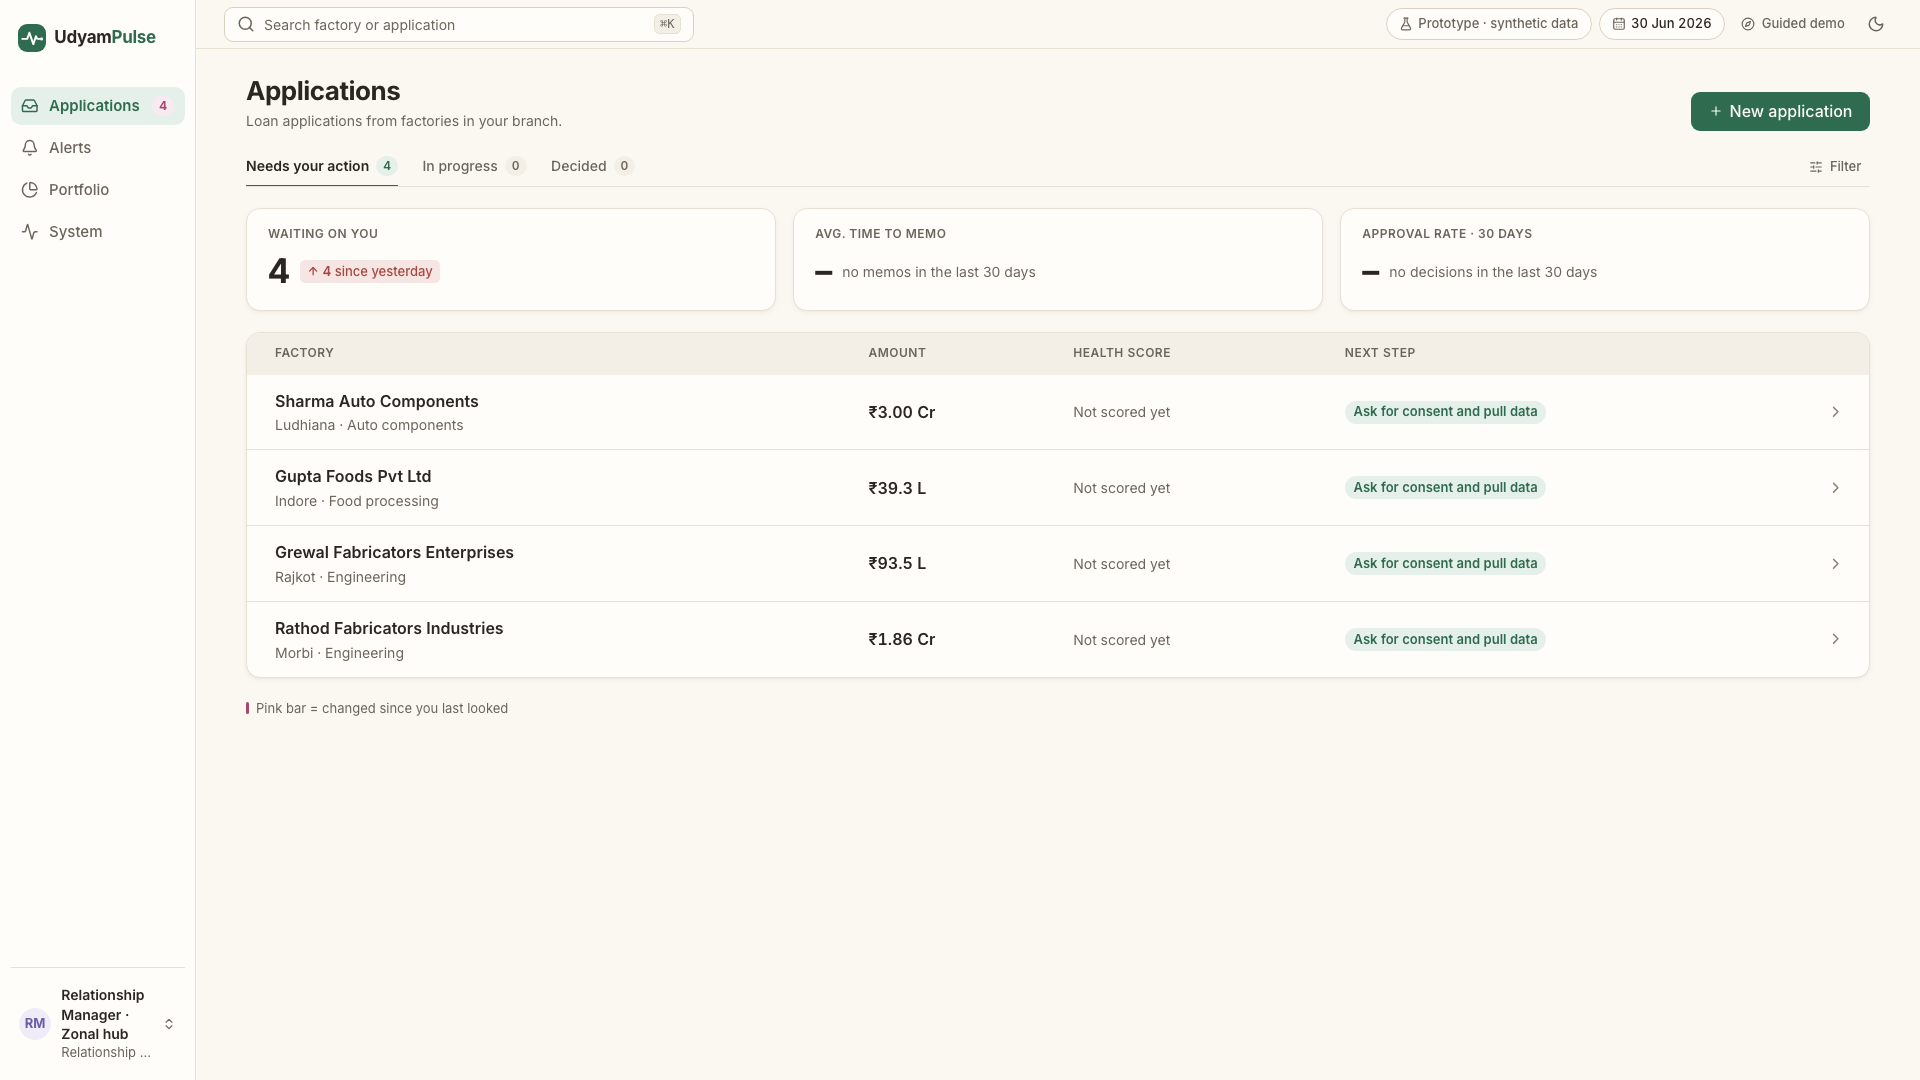 UdyamPulse
Search factory or application
⌘K
Prototype · synthetic data
30 Jun 2026
Guided demo
Applications 4
Alerts
Portfolio
System
Applications
Loan applications from factories in your branch.
+ New application
Needs your action 4
In progress 0
Decided 0
Filter
WAITING ON YOU
4 ↑ 4 since yesterday
AVG. TIME TO MEMO
— no memos in the last 30 days
APPROVAL RATE · 30 DAYS
— no decisions in the last 30 days
FACTORY AMOUNT HEALTH SCORE NEXT STEP
Sharma Auto Components
Ludhiana · Auto components
₹3.00 Cr
Not scored yet
Ask for consent and pull data
Gupta Foods Pvt Ltd
Indore · Food processing
₹39.3 L
Not scored yet
Ask for consent and pull data
Grewal Fabricators Enterprises
Rajkot · Engineering
₹93.5 L
Not scored yet
Ask for consent and pull data
Rathod Fabricators Industries
Morbi · Engineering
₹1.86 Cr
Not scored yet
Ask for consent and pull data
Pink bar = changed since you last looked
RM
Relationship
Manager ·
Zonal hub
Relationship ...